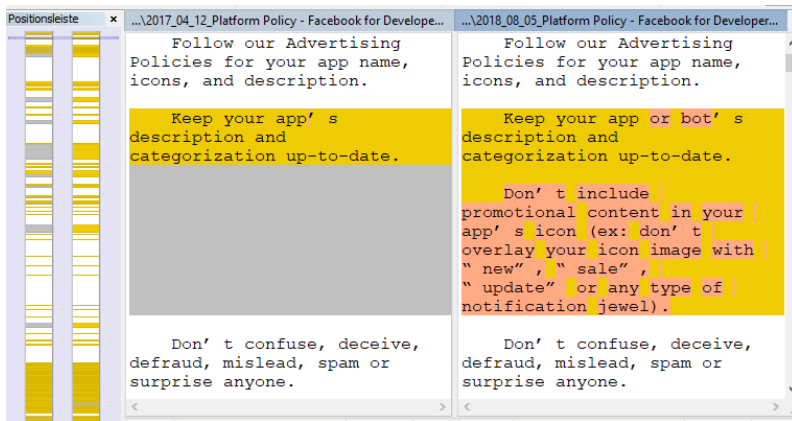 Positionsleiste
x
...\2017_04_12_Platform Policy - Facebook for Develope...
...\2018_08_05_Platform Policy - Facebook for Developer...
Follow our Advertising
Policies for your app name,
icons, and description.
Keep your app’ s
description and
categorization up-to-date.
Don’ t confuse, deceive,
defraud, mislead, spam or
surprise anyone.
Follow our Advertising
Policies for your app name,
icons, and description.
Keep your app or bot’ s
description and
categorization up-to-date.
Don’ t include
promotional content in your
app’ s icon (ex: don’ t
overlay your icon image with
“ new” , “ sale” ,
“ update”  or any type of
notification jewel).
Don’ t confuse, deceive,
defraud, mislead, spam or
surprise anyone.